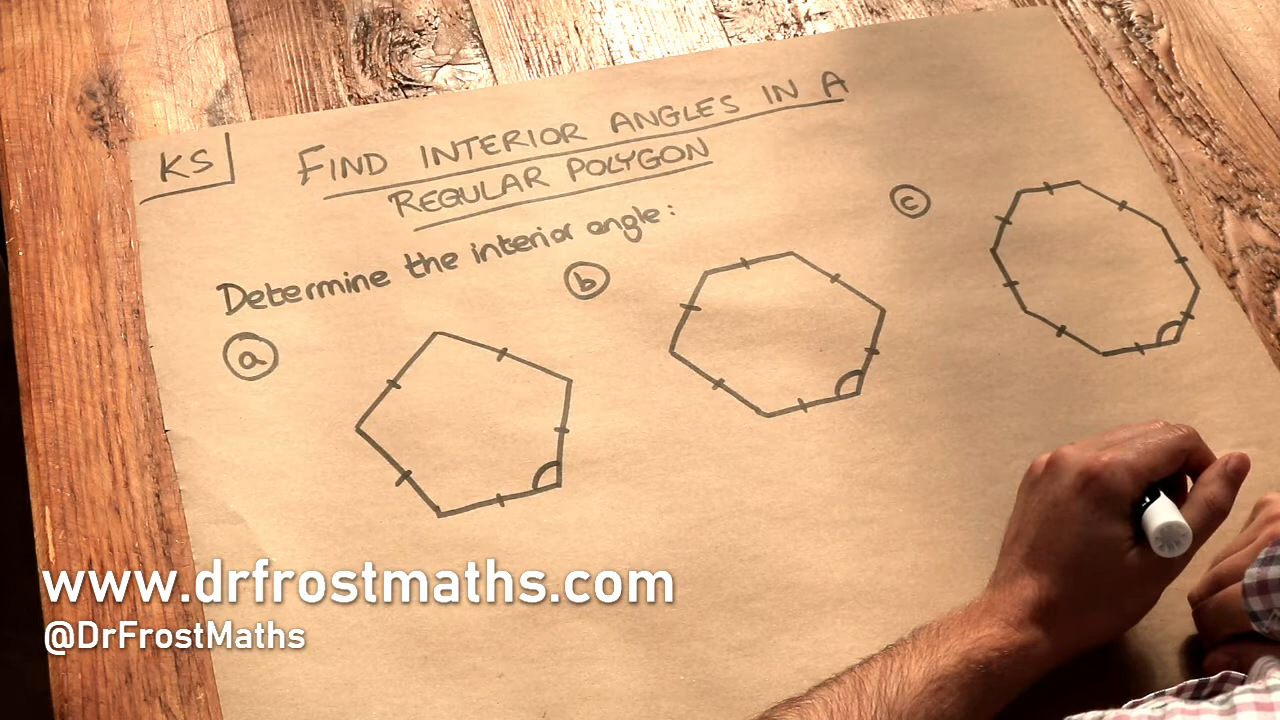 KS
FIND INTERIOR ANGLES IN A
REGULAR POLYGON
Determine the interior angle:
a
b
c
www.drfrostmaths.com
@DrFrostMaths